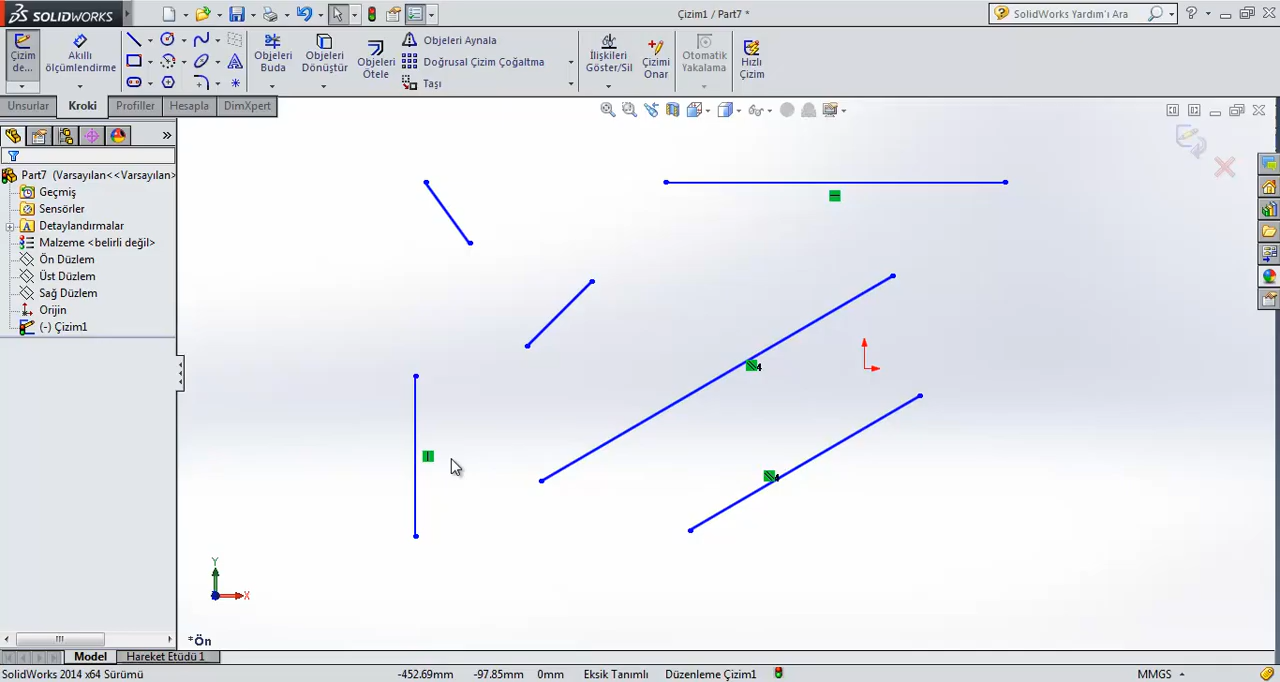 SOLIDWORKS
Çizim1 / Part7 *
SolidWorks Yardım'ı Ara
Çizim de...
Akıllı ölçümlendirme
Objeleri Buda
Objeleri Dönüştür
Objeleri Ötele
Objeleri Aynala
Doğrusal Çizim Çoğaltma
Taşı
İlişkileri Göster/Sil
Çizimi Onar
Otomatik Yakalama
Hızlı Çizim
Unsurlar Kroki Profiller Hesapla DimXpert
Part7 (Varsayılan<<Varsayılan>
Geçmiş
Sensörler
Detaylandırmalar
Malzeme <belirli değil>
Ön Düzlem
Üst Düzlem
Sağ Düzlem
Orijin
(-) Çizim1
4
4
Y
X
*Ön
Model Hareket Etüdü 1
SolidWorks 2014 x64 Sürümü -452.69mm -97.85mm 0mm Eksik Tanımlı Düzenleme Çizim1 MMGS